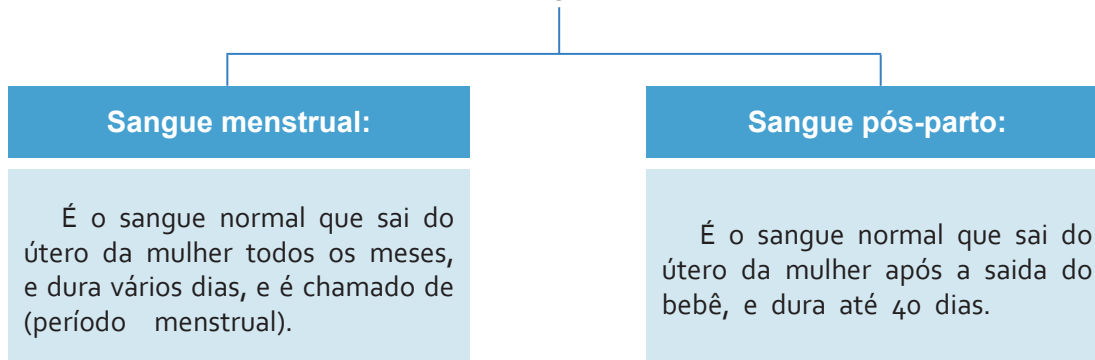 Sangue menstrual:
É o sangue normal que sai do
útero da mulher todos os meses,
e dura vários dias, e é chamado de
(período menstrual).
Sangue pós-parto:
É o sangue normal que sai do
útero da mulher após a saida do
bebê, e dura até 40 dias.